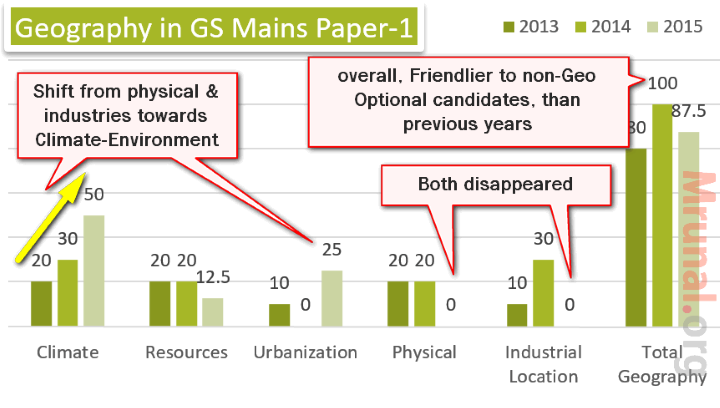 Geography in GS Mains Paper-1
2013 2014 2015
Shift from physical &
industries towards
Climate-Environment
overall, Friendlier to non-Geo
Optional candidates, than
previous years
Both disappeared
20 30 50
20 20 12.5
10 0 25
20 20 0
10 30 0
80 100 87.5
Climate
Resources
Urbanization
Physical
Industrial
Location
Total
Geography
Mrunal.org